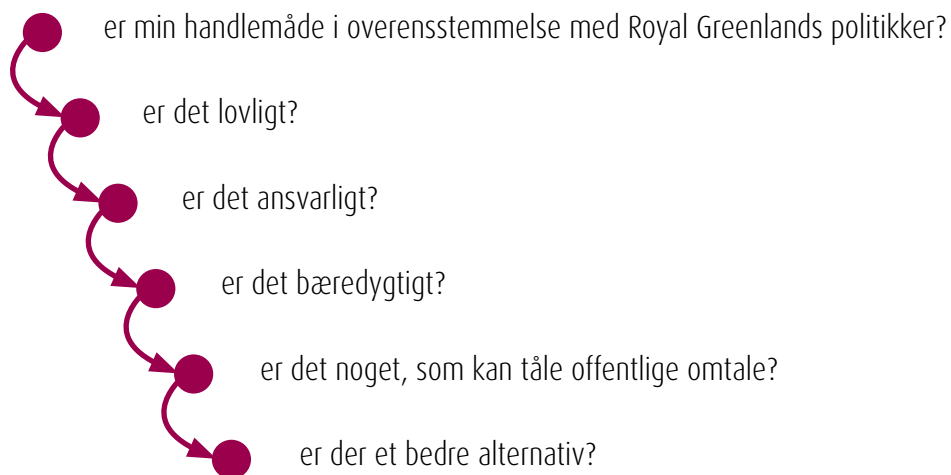 er min handlemåde i overensstemmelse med Royal Greenlands politikker?
er det lovligt?
er det ansvarligt?
er det bæredygtigt?
er det noget, som kan tåle offentlige omtale?
er der et bedre alternativ?